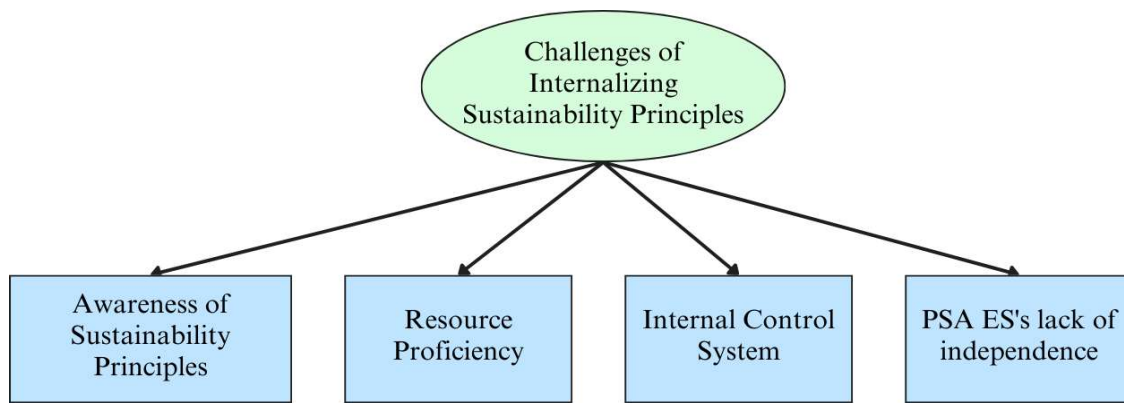 Challenges of
Internalizing
Sustainability Principles
Awareness of
Sustainability
Principles
Resource
Proficiency
Internal Control
System
PSA ES's lack of
independence